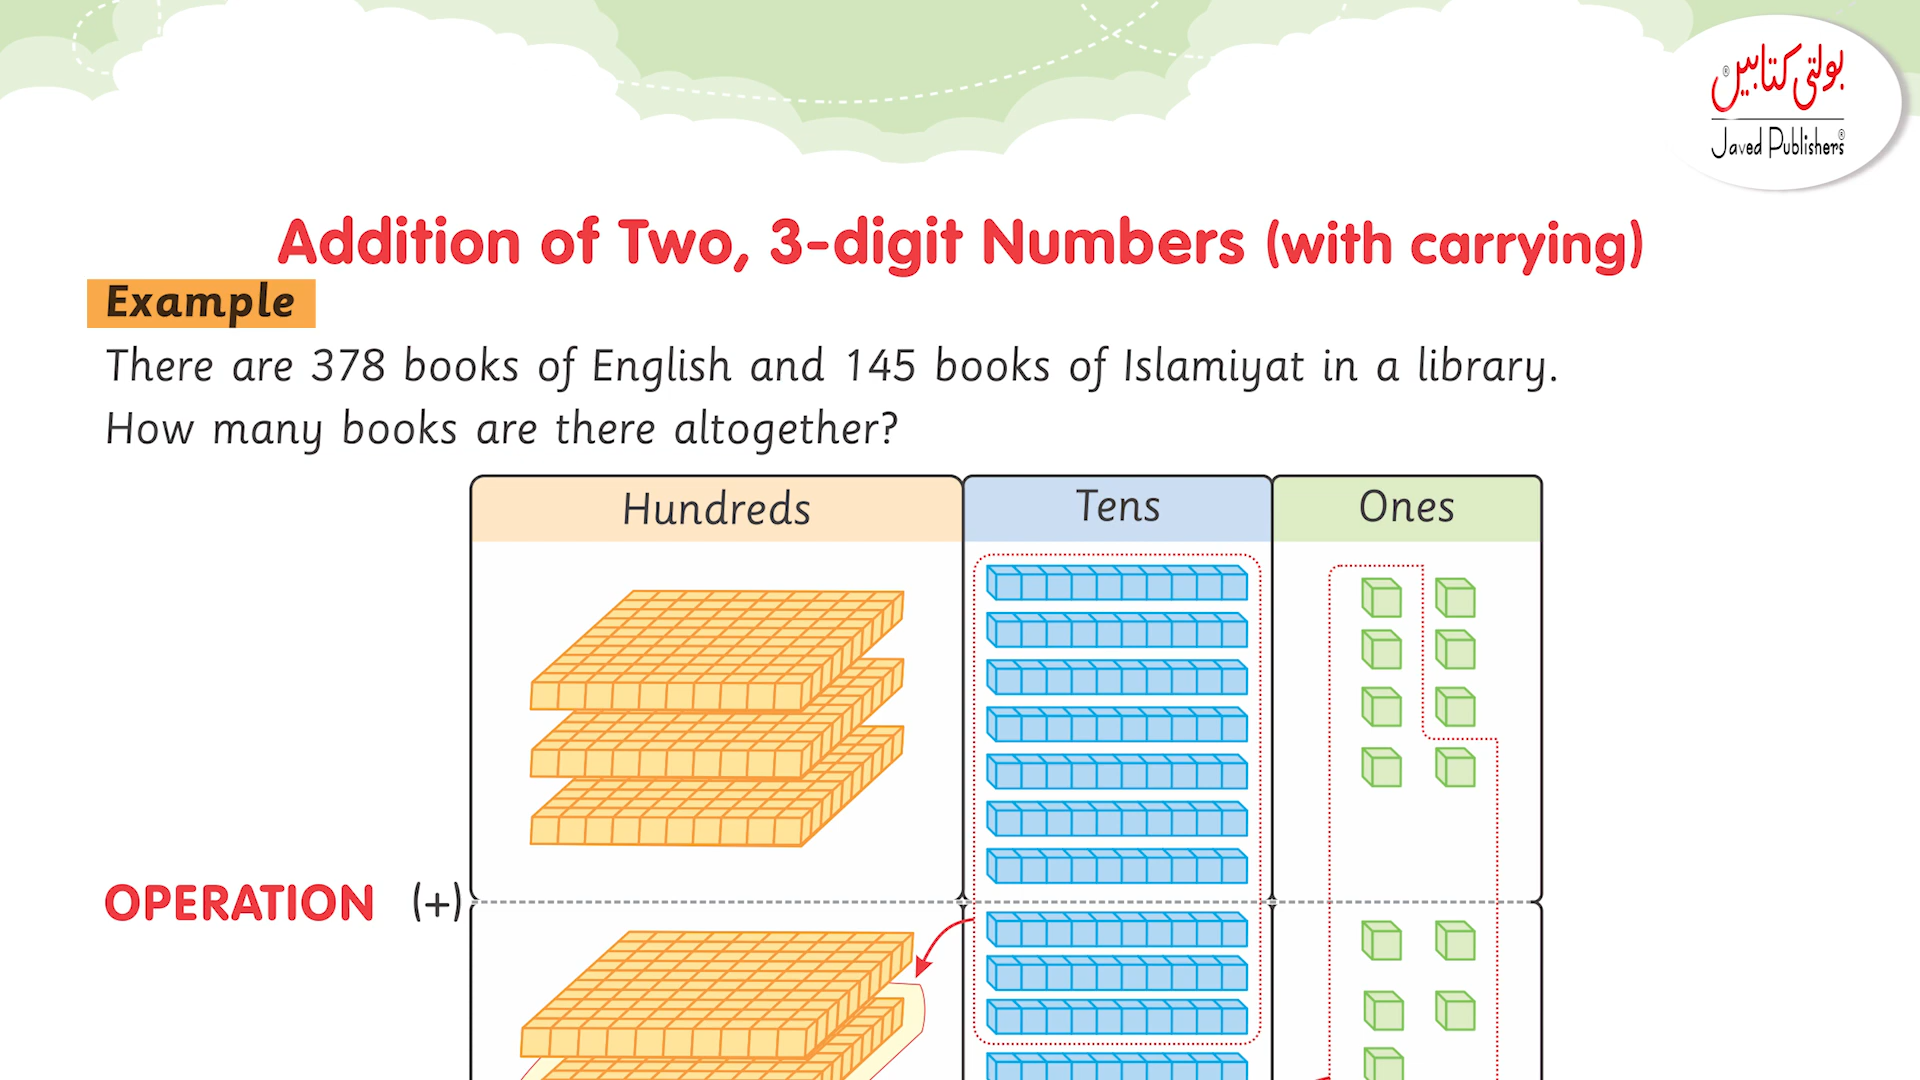 بولتی کتابیں®
Javed Publishers®
Addition of Two, 3-digit Numbers (with carrying)
Example
There are 378 books of English and 145 books of Islamiyat in a library.
How many books are there altogether?
Hundreds Tens Ones
OPERATION (+)